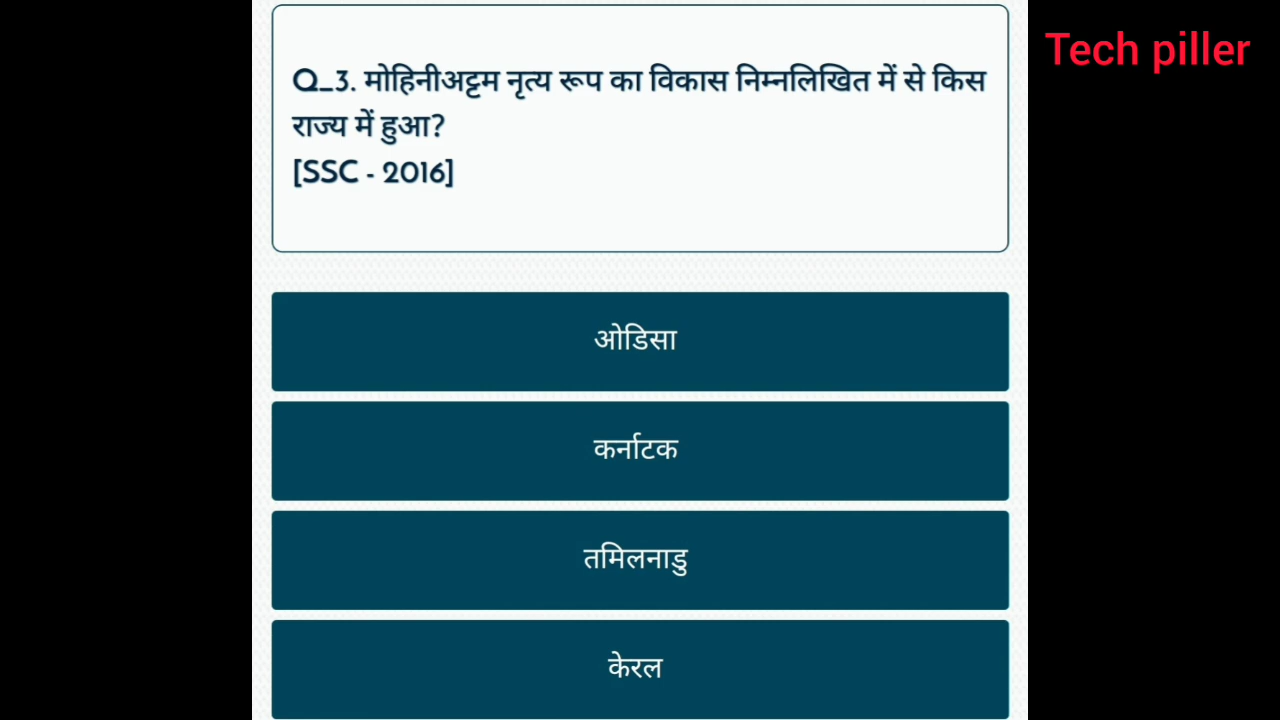 Tech piller
Q_3. मोहिनीअट्टम नृत्य रूप का विकास निम्नलिखित में से किस
राज्य में हुआ?
[SSC - 2016]
ओडिसा
कर्नाटक
तमिलनाडु
केरल